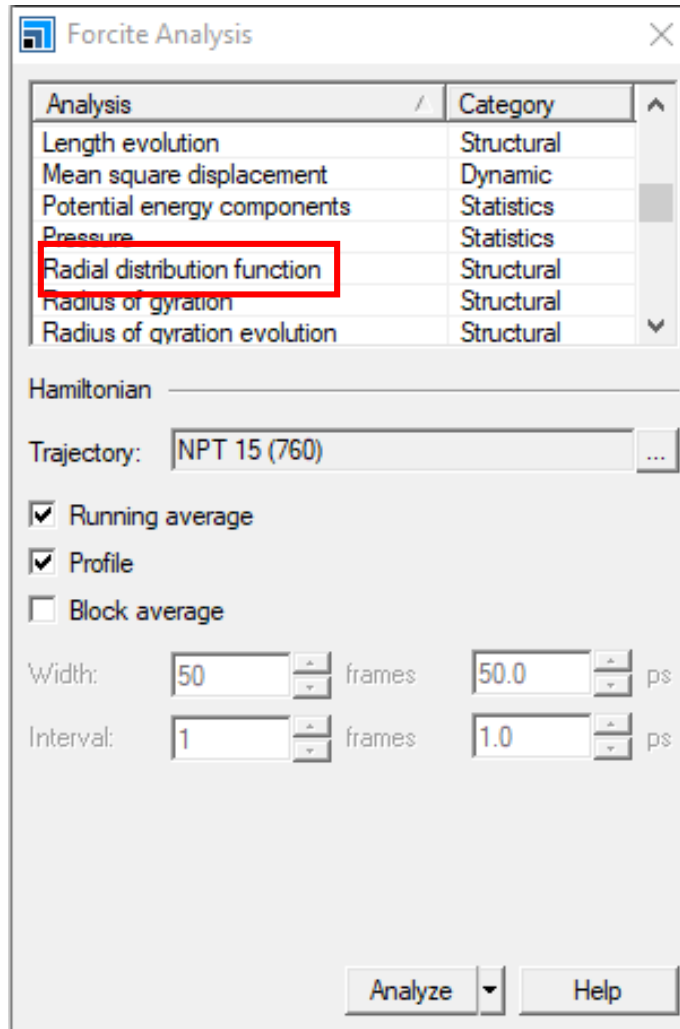 Forcite Analysis
Analysis Category
Length evolution Structural
Mean square displacement Dynamic
Potential energy components Statistics
Pressure Statistics
Radial distribution function Structural
Radius of gyration Structural
Radius of gyration evolution Structural
Hamiltonian
Trajectory: NPT 15 (760) ...
Running average
Profile
Block average
Width: 50 frames 50.0 ps
Interval: 1 frames 1.0 ps
Analyze Help